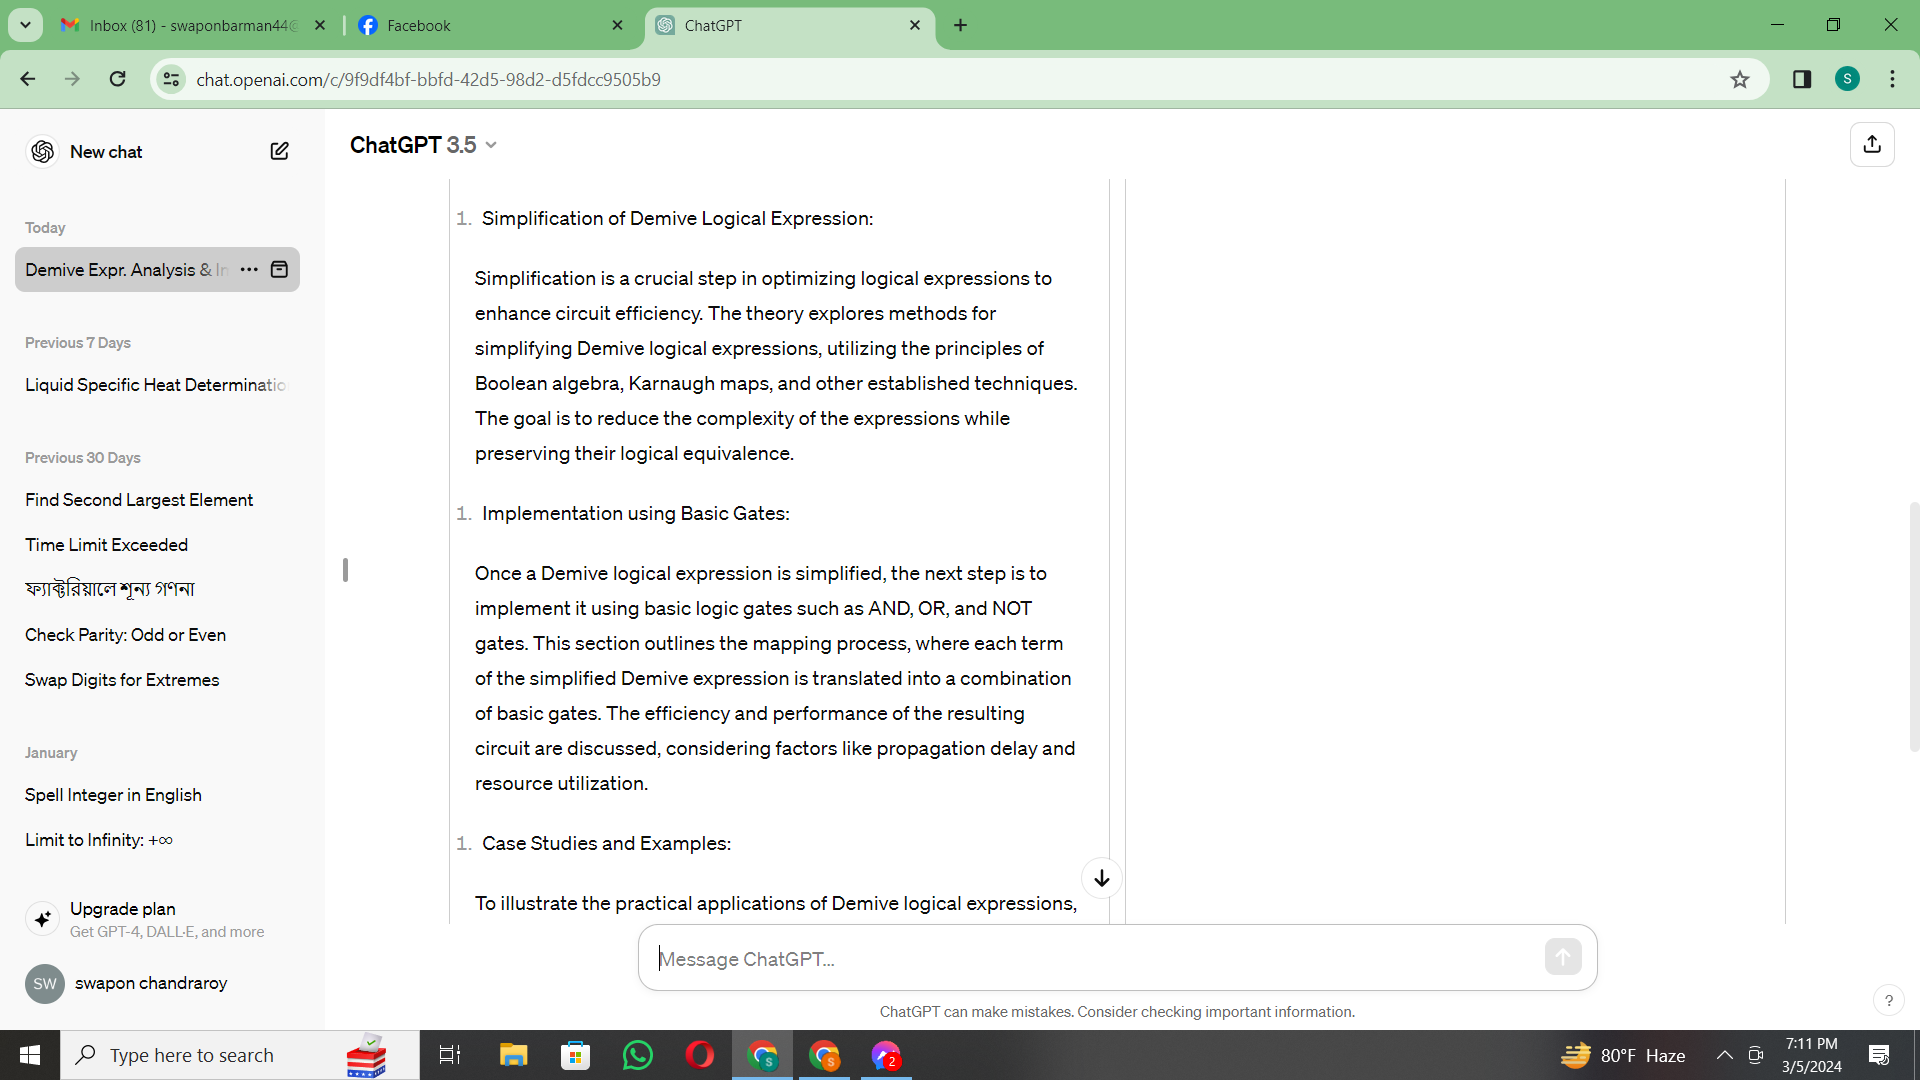 Inbox (81) - swaponbarman44@
Facebook
ChatGPT
chat.openai.com/c/9f9df4bf-bbfd-42d5-98d2-d5fdcc9505b9
S
New chat
ChatGPT 3.5
Today
Demive Expr. Analysis & In
Previous 7 Days
Liquid Specific Heat Determinatio
Previous 30 Days
Find Second Largest Element
Time Limit Exceeded
ফ্যাক্টরিয়ালে শূন্য গণনা
Check Parity: Odd or Even
Swap Digits for Extremes
January
Spell Integer in English
Limit to Infinity: +∞
Upgrade plan
Get GPT-4, DALL·E, and more
SW
swapon chandraroy
1. Simplification of Demive Logical Expression:
Simplification is a crucial step in optimizing logical expressions to
enhance circuit efficiency. The theory explores methods for
simplifying Demive logical expressions, utilizing the principles of
Boolean algebra, Karnaugh maps, and other established techniques.
The goal is to reduce the complexity of the expressions while
preserving their logical equivalence.
1. Implementation using Basic Gates:
Once a Demive logical expression is simplified, the next step is to
implement it using basic logic gates such as AND, OR, and NOT
gates. This section outlines the mapping process, where each term
of the simplified Demive expression is translated into a combination
of basic gates. The efficiency and performance of the resulting
circuit are discussed, considering factors like propagation delay and
resource utilization.
1. Case Studies and Examples:
To illustrate the practical applications of Demive logical expressions,
Message ChatGPT...
ChatGPT can make mistakes. Consider checking important information.
?
Type here to search
S
S
2
80°F Haze
7:11 PM
3/5/2024